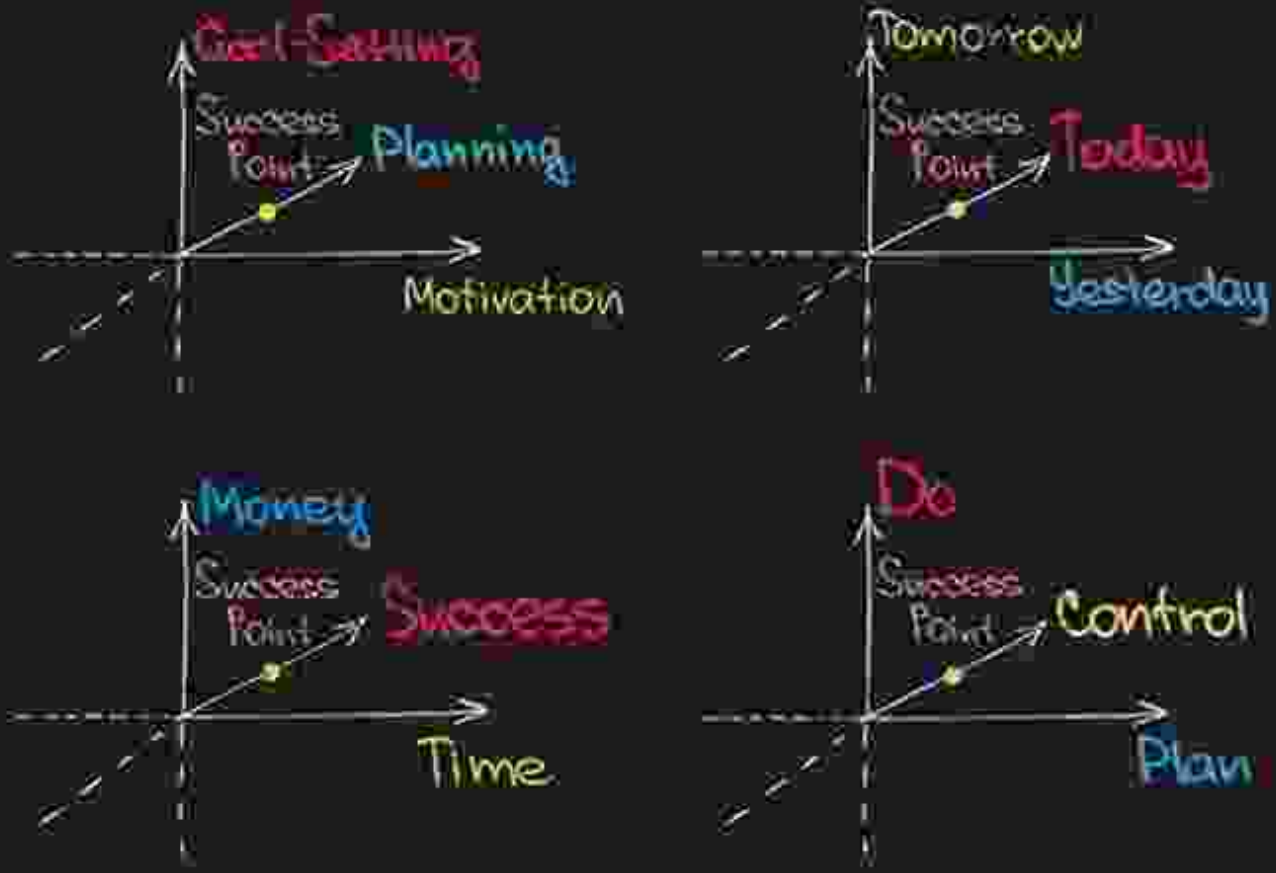 Goal-Setting
Success
Point
Planning
Motivation
Tomorrow
Success
Point
Today
Yesterday
Money
Success
Point
Success
Time
Do
Success
Point
Control
Plan